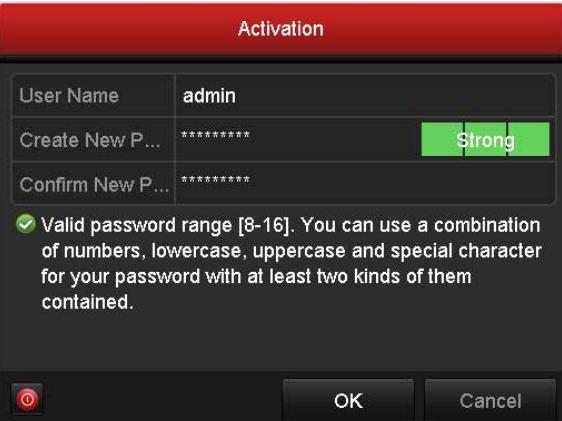 Activation
User Name admin
Create New P... ********* Strong
Confirm New P... *********
Valid password range [8-16]. You can use a combination
of numbers, lowercase, uppercase and special character
for your password with at least two kinds of them
contained.
OK Cancel